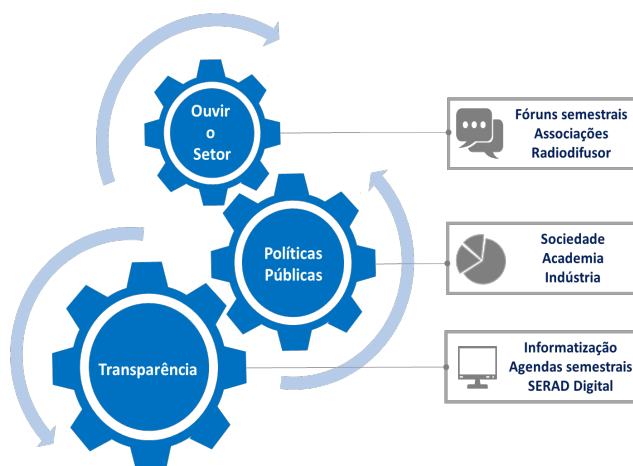 Ouvir
o
Setor
Fóruns semestrais
Associações
Radiodifusor
Políticas
Públicas
Sociedade
Academia
Indústria
Transparência
Informatização
Agendas semestrais
SERAD Digital